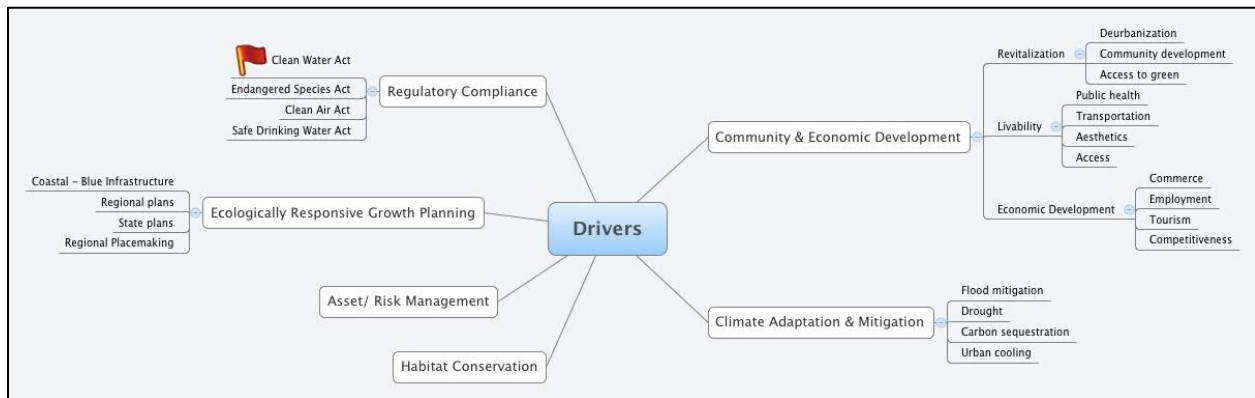 Drivers
Regulatory Compliance
Clean Water Act
Endangered Species Act
Clean Air Act
Safe Drinking Water Act
Ecologically Responsive Growth Planning
Coastal - Blue Infrastructure
Regional plans
State plans
Regional Placemaking
Asset/ Risk Management
Habitat Conservation
Community & Economic Development
Revitalization
Deurbanization
Community development
Access to green
Livability
Public health
Transportation
Aesthetics
Access
Economic Development
Commerce
Employment
Tourism
Competitiveness
Climate Adaptation & Mitigation
Flood mitigation
Drought
Carbon sequestration
Urban cooling